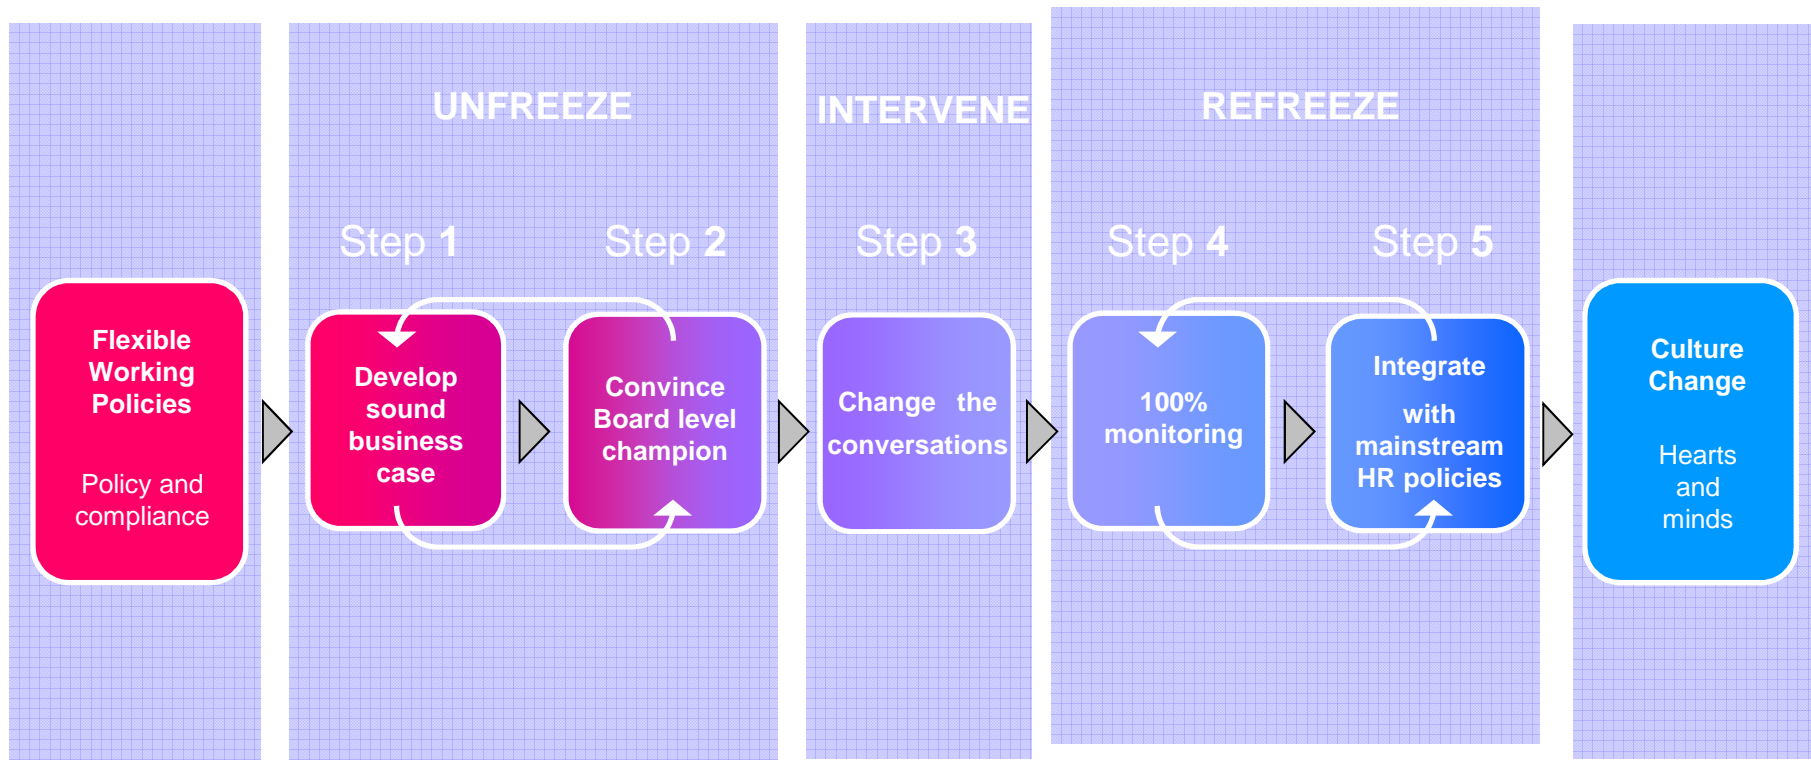 UNFREEZE
INTERVENE
REFREEZE
Step 1
Step 2
Step 3
Step 4
Step 5
Flexible
Working
Policies
Policy and
compliance
Develop
sound
business
case
Convince
Board level
champion
Change the
conversations
100%
monitoring
Integrate
with
mainstream
HR policies
Culture
Change
Hearts
and
minds